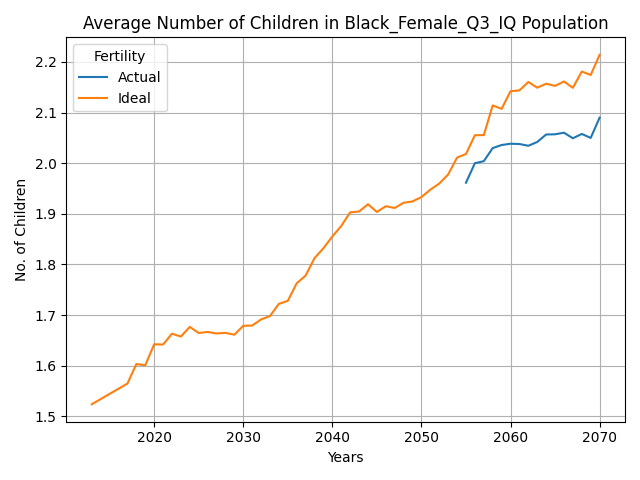 Average Number of Children in Black_Female_Q3_IQ Population
Fertility
Actual
Ideal
No. of Children
2.2
2.1
2.0
1.9
1.8
1.7
1.6
1.5
2020 2030 2040 2050 2060 2070
Years